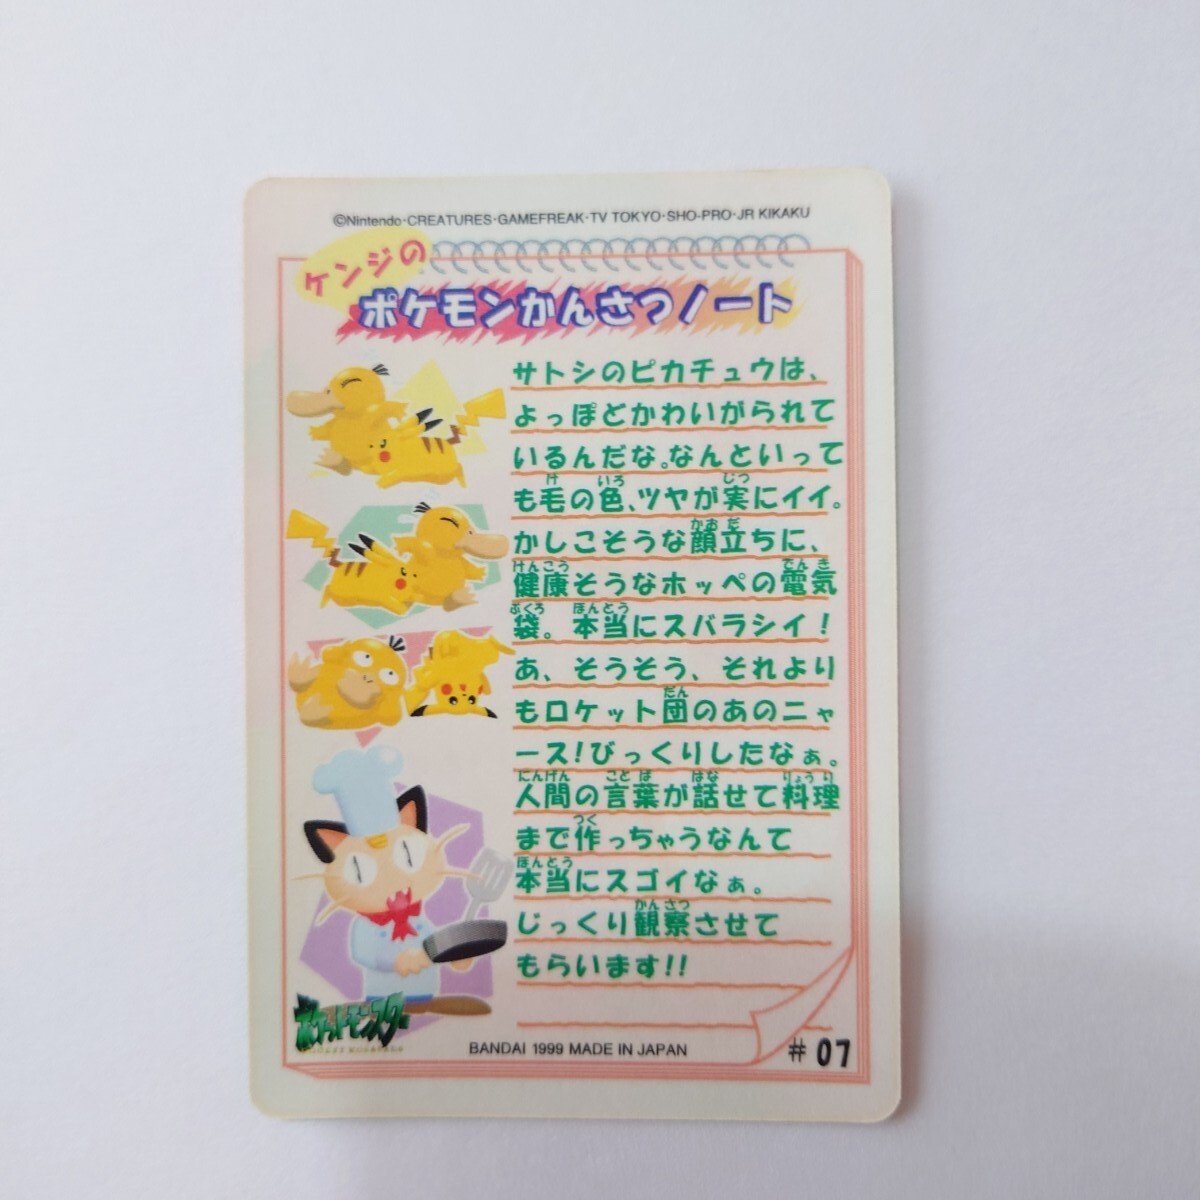 ©Nintendo･CREATURES･GAMEFREAK･TV TOKYO･SHO-PRO･JR KIKAKU
ケンジの
ポケモンかんさつノート
サトシのピカチュウは、
よっぽどかわいがられて
いるんだな。なんといって
も毛の色、ツヤが実にイイ。
かしこそうな顔立ちに、
健康そうなホッペの電気
袋。本当にスバラシイ!
あ、そうそう、それより
もロケット団のあのニャ
ース!びっくりしたなぁ。
人間の言葉が話せて料理
まで作っちゃうなんて
本当にスゴイなぁ。
じっくり観察させて
もらいます!!
ポケットモンスター
BANDAI 1999 MADE IN JAPAN
#07